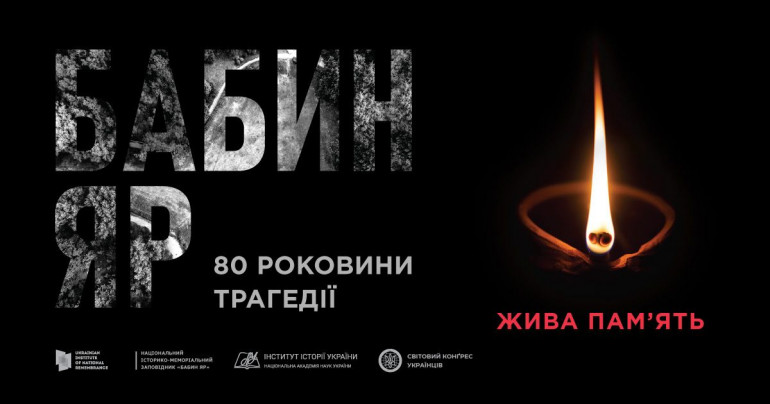 БАБИН
ЯР
80 РОКОВИНИ
ТРАГЕДІЇ
ЖИВА ПАМ’ЯТЬ
UKRAINIAN
INSTITUTE
OF NATIONAL
REMEMBRANCE
НАЦІОНАЛЬНИЙ
ІСТОРИКО-МЕМОРІАЛЬНИЙ
ЗАПОВІДНИК «БАБИН ЯР»
ІНСТИТУТ ІСТОРІЇ УКРАЇНИ
НАЦІОНАЛЬНА АКАДЕМІЯ НАУК УКРАЇНИ
СВІТОВИЙ КОНҐРЕС
УКРАЇНЦІВ